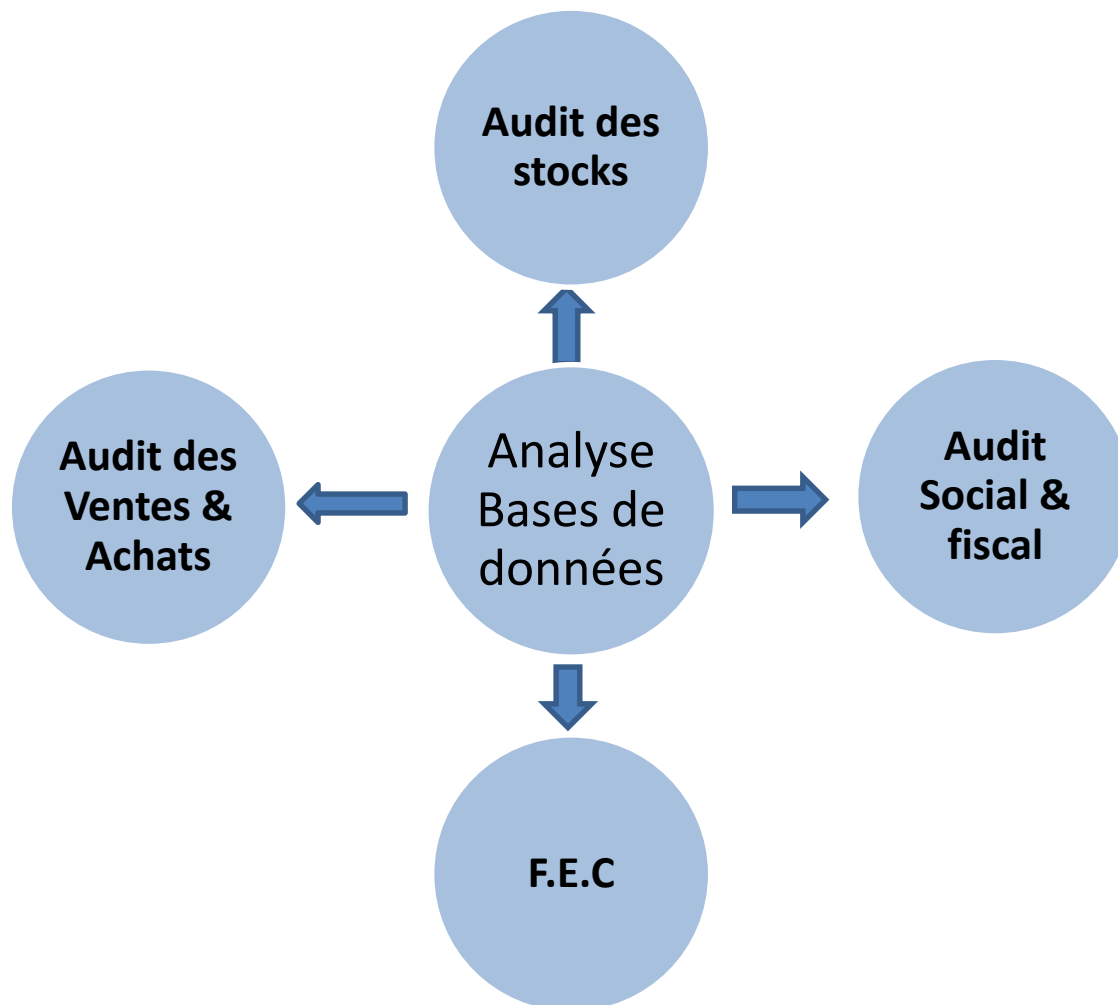 Audit des
stocks
Audit des
Ventes &
Achats
Analyse
Bases de
données
Audit
Social &
fiscal
F.E.C